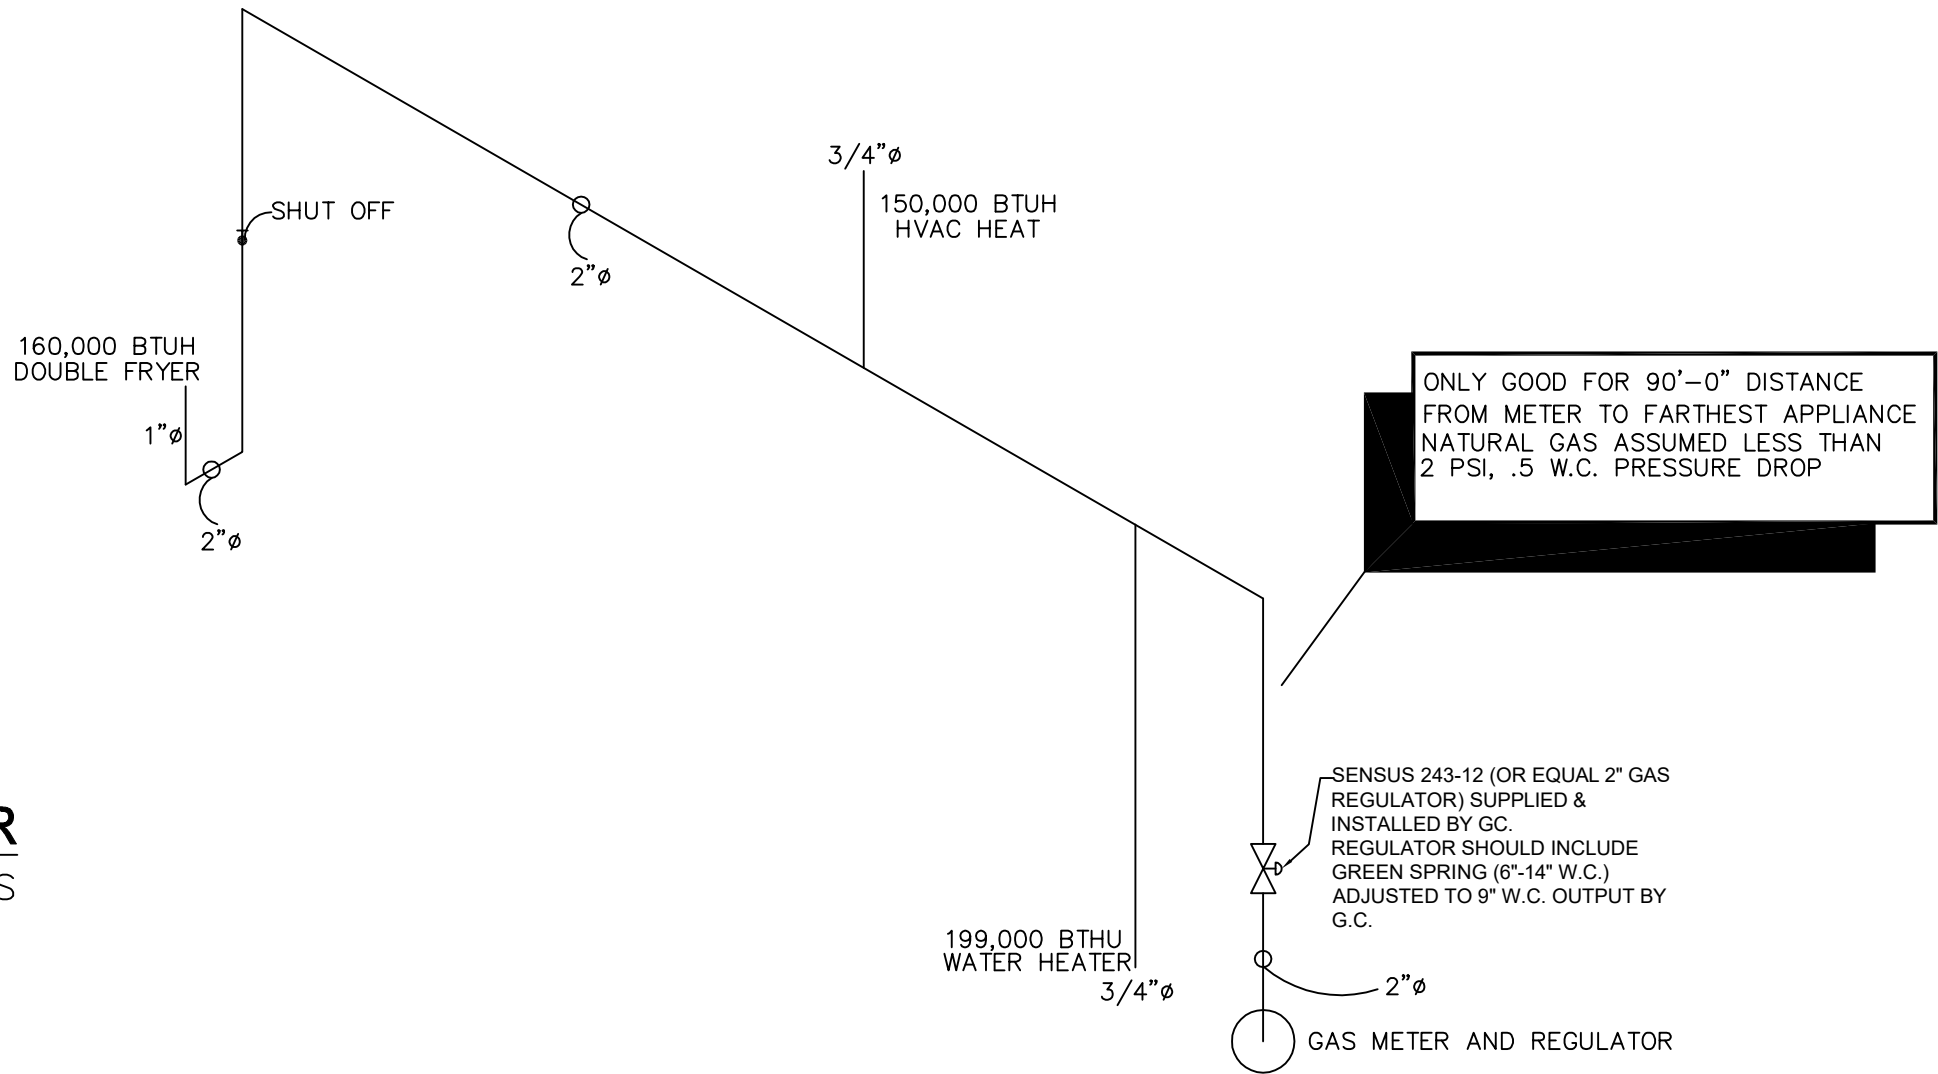 3/4"ø
150,000 BTUH
HVAC HEAT
SHUT OFF
2"ø
160,000 BTUH
DOUBLE FRYER
1"ø
2"ø
ONLY GOOD FOR 90'-0" DISTANCE
FROM METER TO FARTHEST APPLIANCE
NATURAL GAS ASSUMED LESS THAN
2 PSI, .5 W.C. PRESSURE DROP
SENSUS 243-12 (OR EQUAL 2" GAS
REGULATOR) SUPPLIED &
INSTALLED BY GC.
REGULATOR SHOULD INCLUDE
GREEN SPRING (6"-14" W.C.)
ADJUSTED TO 9" W.C. OUTPUT BY
G.C.
R
S
199,000 BTHU
WATER HEATER
3/4"ø
2"ø
GAS METER AND REGULATOR